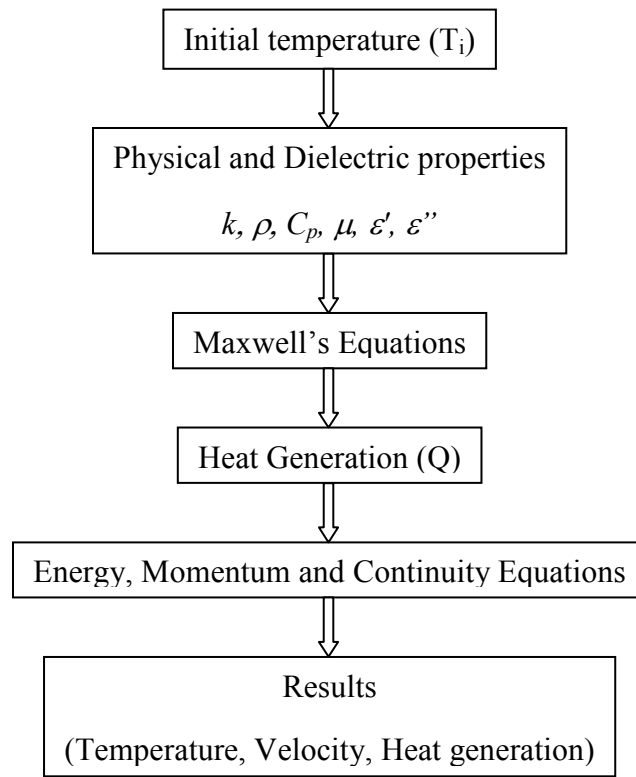 Initial temperature (Tᵢ)
Physical and Dielectric properties
k, ρ, Cₚ, μ, ε′, ε”
Maxwell’s Equations
Heat Generation (Q)
Energy, Momentum and Continuity Equations
Results
(Temperature, Velocity, Heat generation)